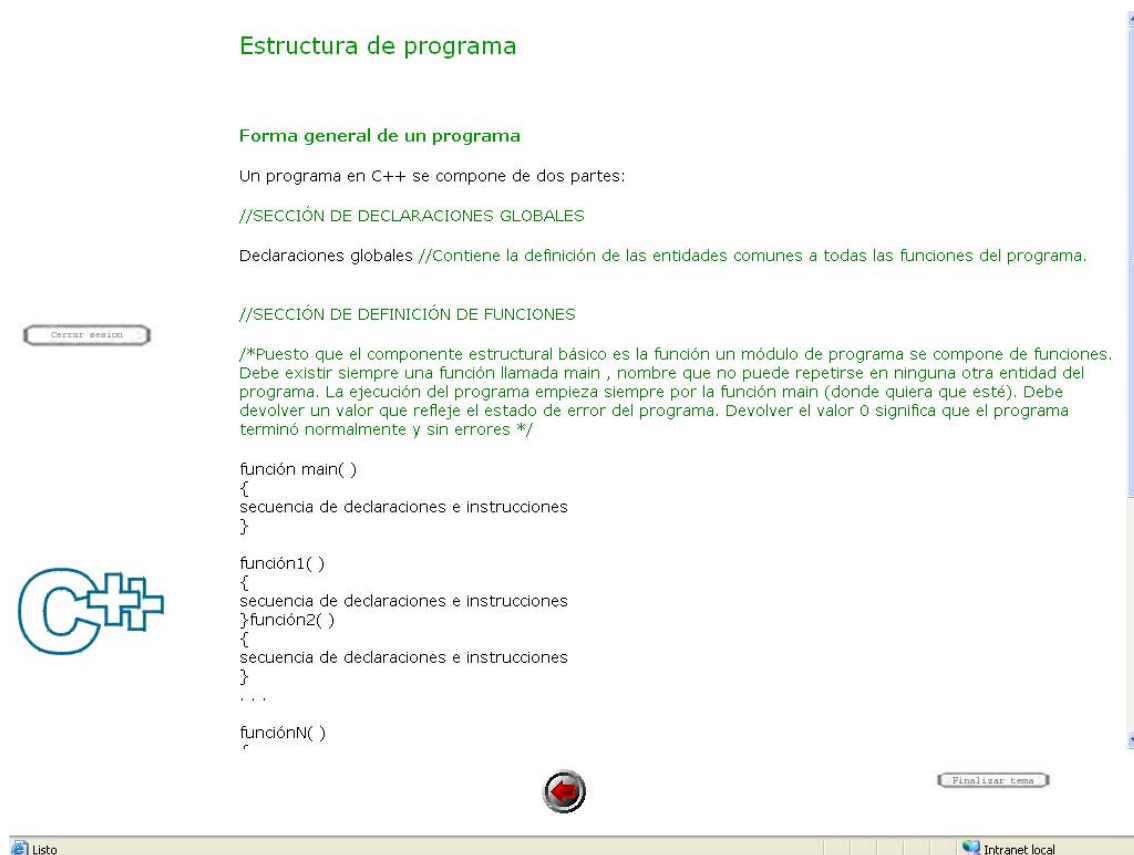 Estructura de programa
Forma general de un programa
Un programa en C++ se compone de dos partes:
//SECCIÓN DE DECLARACIONES GLOBALES
Declaraciones globales //Contiene la definición de las entidades comunes a todas las funciones del programa.
//SECCIÓN DE DEFINICIÓN DE FUNCIONES
Cerrar sesion
/*Puesto que el componente estructural básico es la función un módulo de programa se compone de funciones.
Debe existir siempre una función llamada main , nombre que no puede repetirse en ninguna otra entidad del
programa. La ejecución del programa empieza siempre por la función main (donde quiera que esté). Debe
devolver un valor que refleje el estado de error del programa. Devolver el valor 0 significa que el programa
terminó normalmente y sin errores */
función main( )
{
secuencia de declaraciones e instrucciones
}
función1( )
{
secuencia de declaraciones e instrucciones
}función2( )
{
secuencia de declaraciones e instrucciones
}
. . .
funciónN( )
{
C++
Finalizar tema
Listo
Intranet local